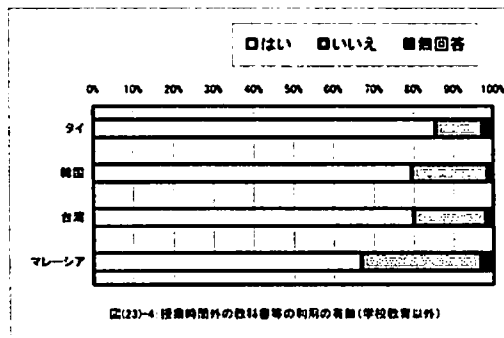 □はい ■いいえ ■無回答
0% 10% 20% 30% 40% 50% 60% 70% 80% 90% 100%
タイ
韓国
台湾
マレーシア
図(23)-4 授業時間外の教科書等の利用の有無(学校教育以外)